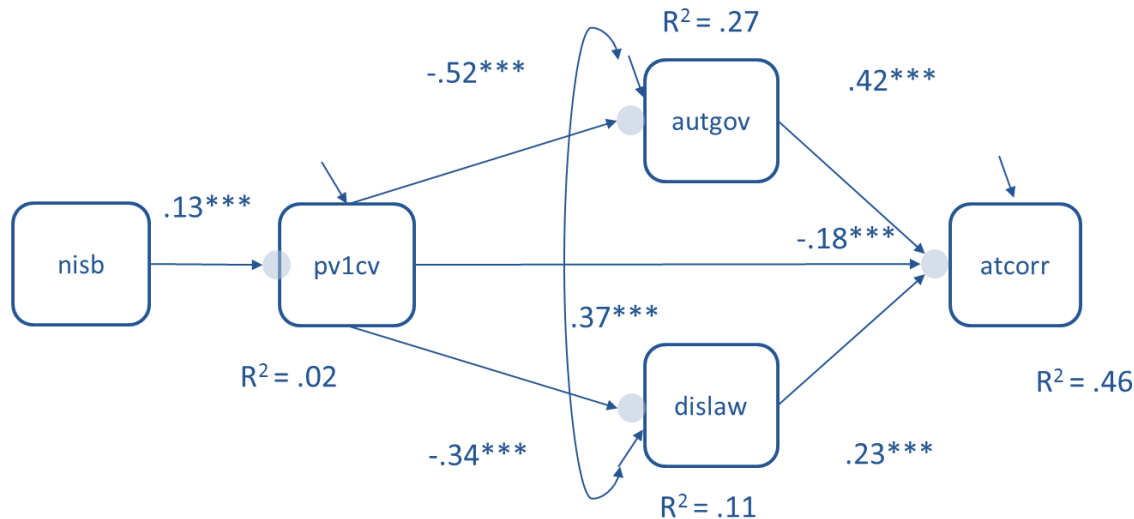 R² = .27
-.52***
.42***
autgov
.13***
nisb
pv1cv
-.18***
atcorr
.37***
R² = .02
dislaw
R² = .46
-.34***
.23***
R² = .11